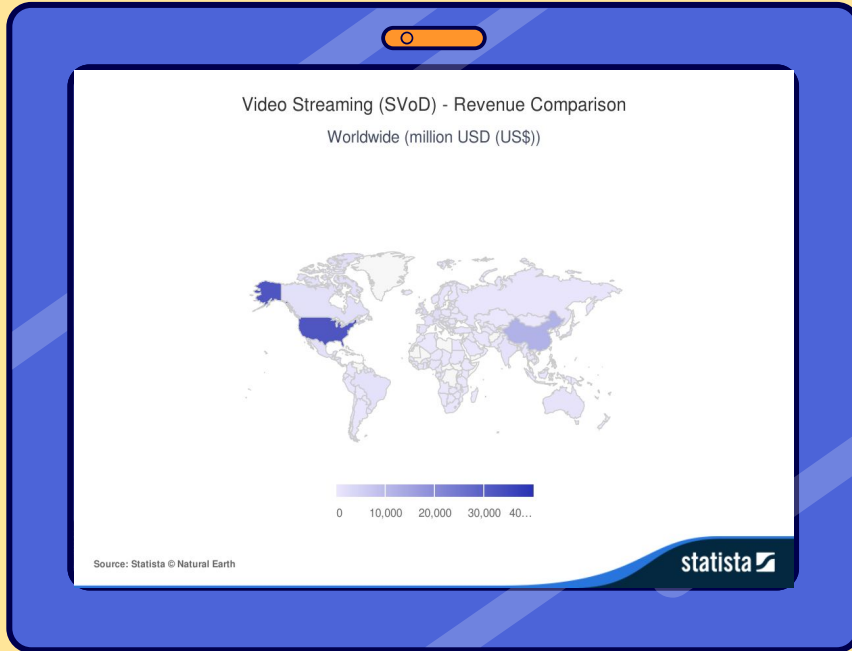 Video Streaming (SVoD) - Revenue Comparison
Worldwide (million USD (US$))
0 10,000 20,000 30,000 40...
Source: Statista © Natural Earth
statista